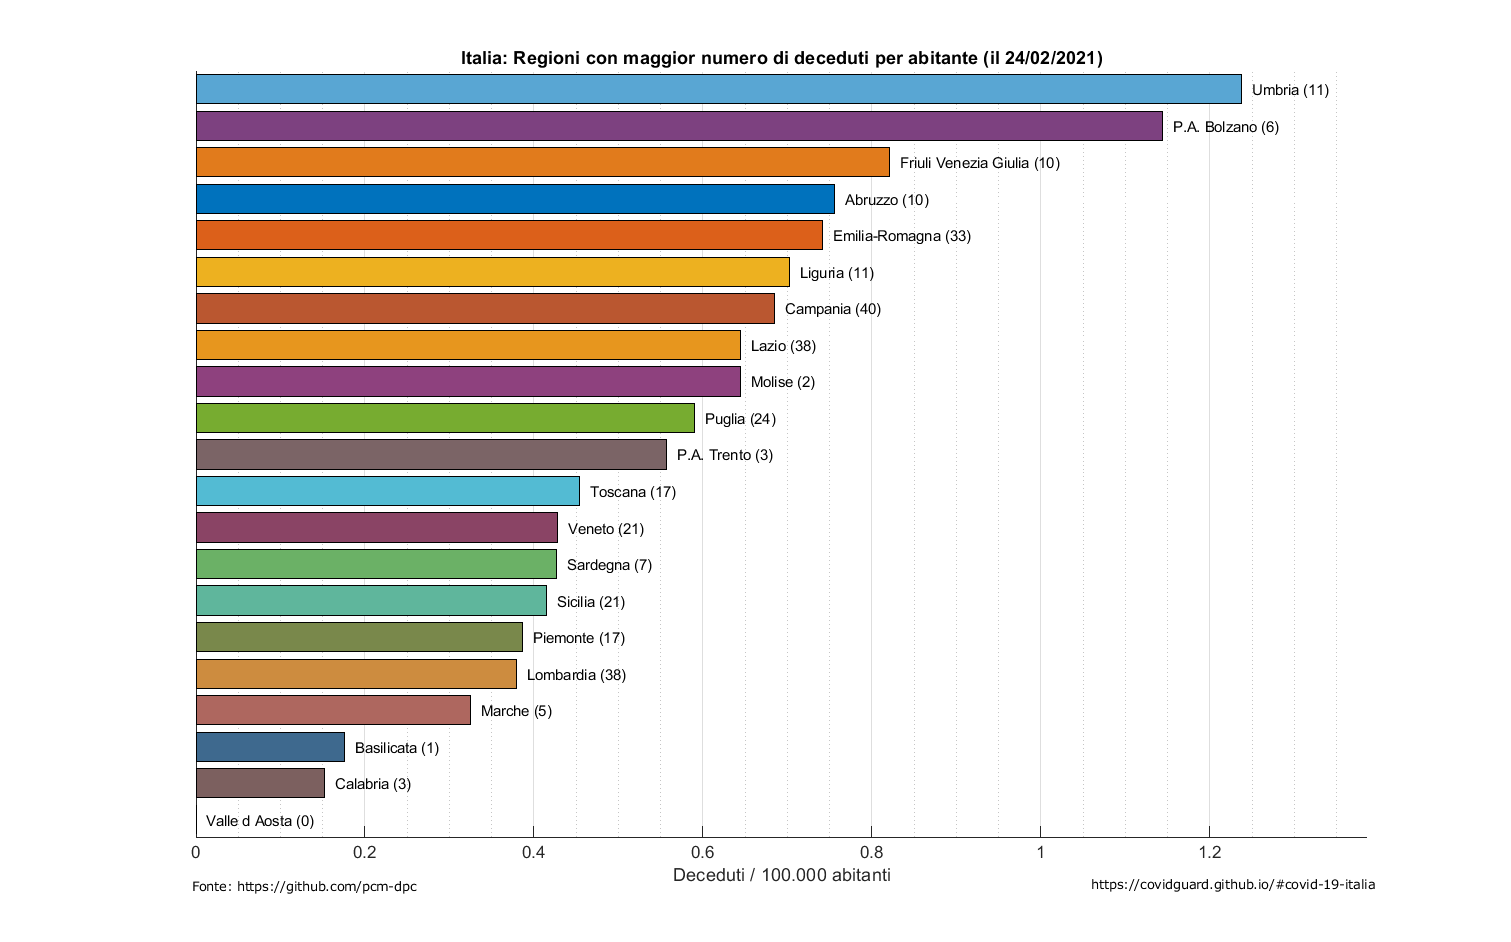 Italia: Regioni con maggior numero di deceduti per abitante (il 24/02/2021)
Umbria (11)
P.A. Bolzano (6)
Friuli Venezia Giulia (10)
Abruzzo (10)
Emilia-Romagna (33)
Liguria (11)
Campania (40)
Lazio (38)
Molise (2)
Puglia (24)
P.A. Trento (3)
Toscana (17)
Veneto (21)
Sardegna (7)
Sicilia (21)
Piemonte (17)
Lombardia (38)
Marche (5)
Basilicata (1)
Calabria (3)
Valle d Aosta (0)
0 0.2 0.4 0.6 0.8 1 1.2
Deceduti / 100.000 abitanti
Fonte: https://github.com/pcm-dpc
https://covidguard.github.io/#covid-19-italia